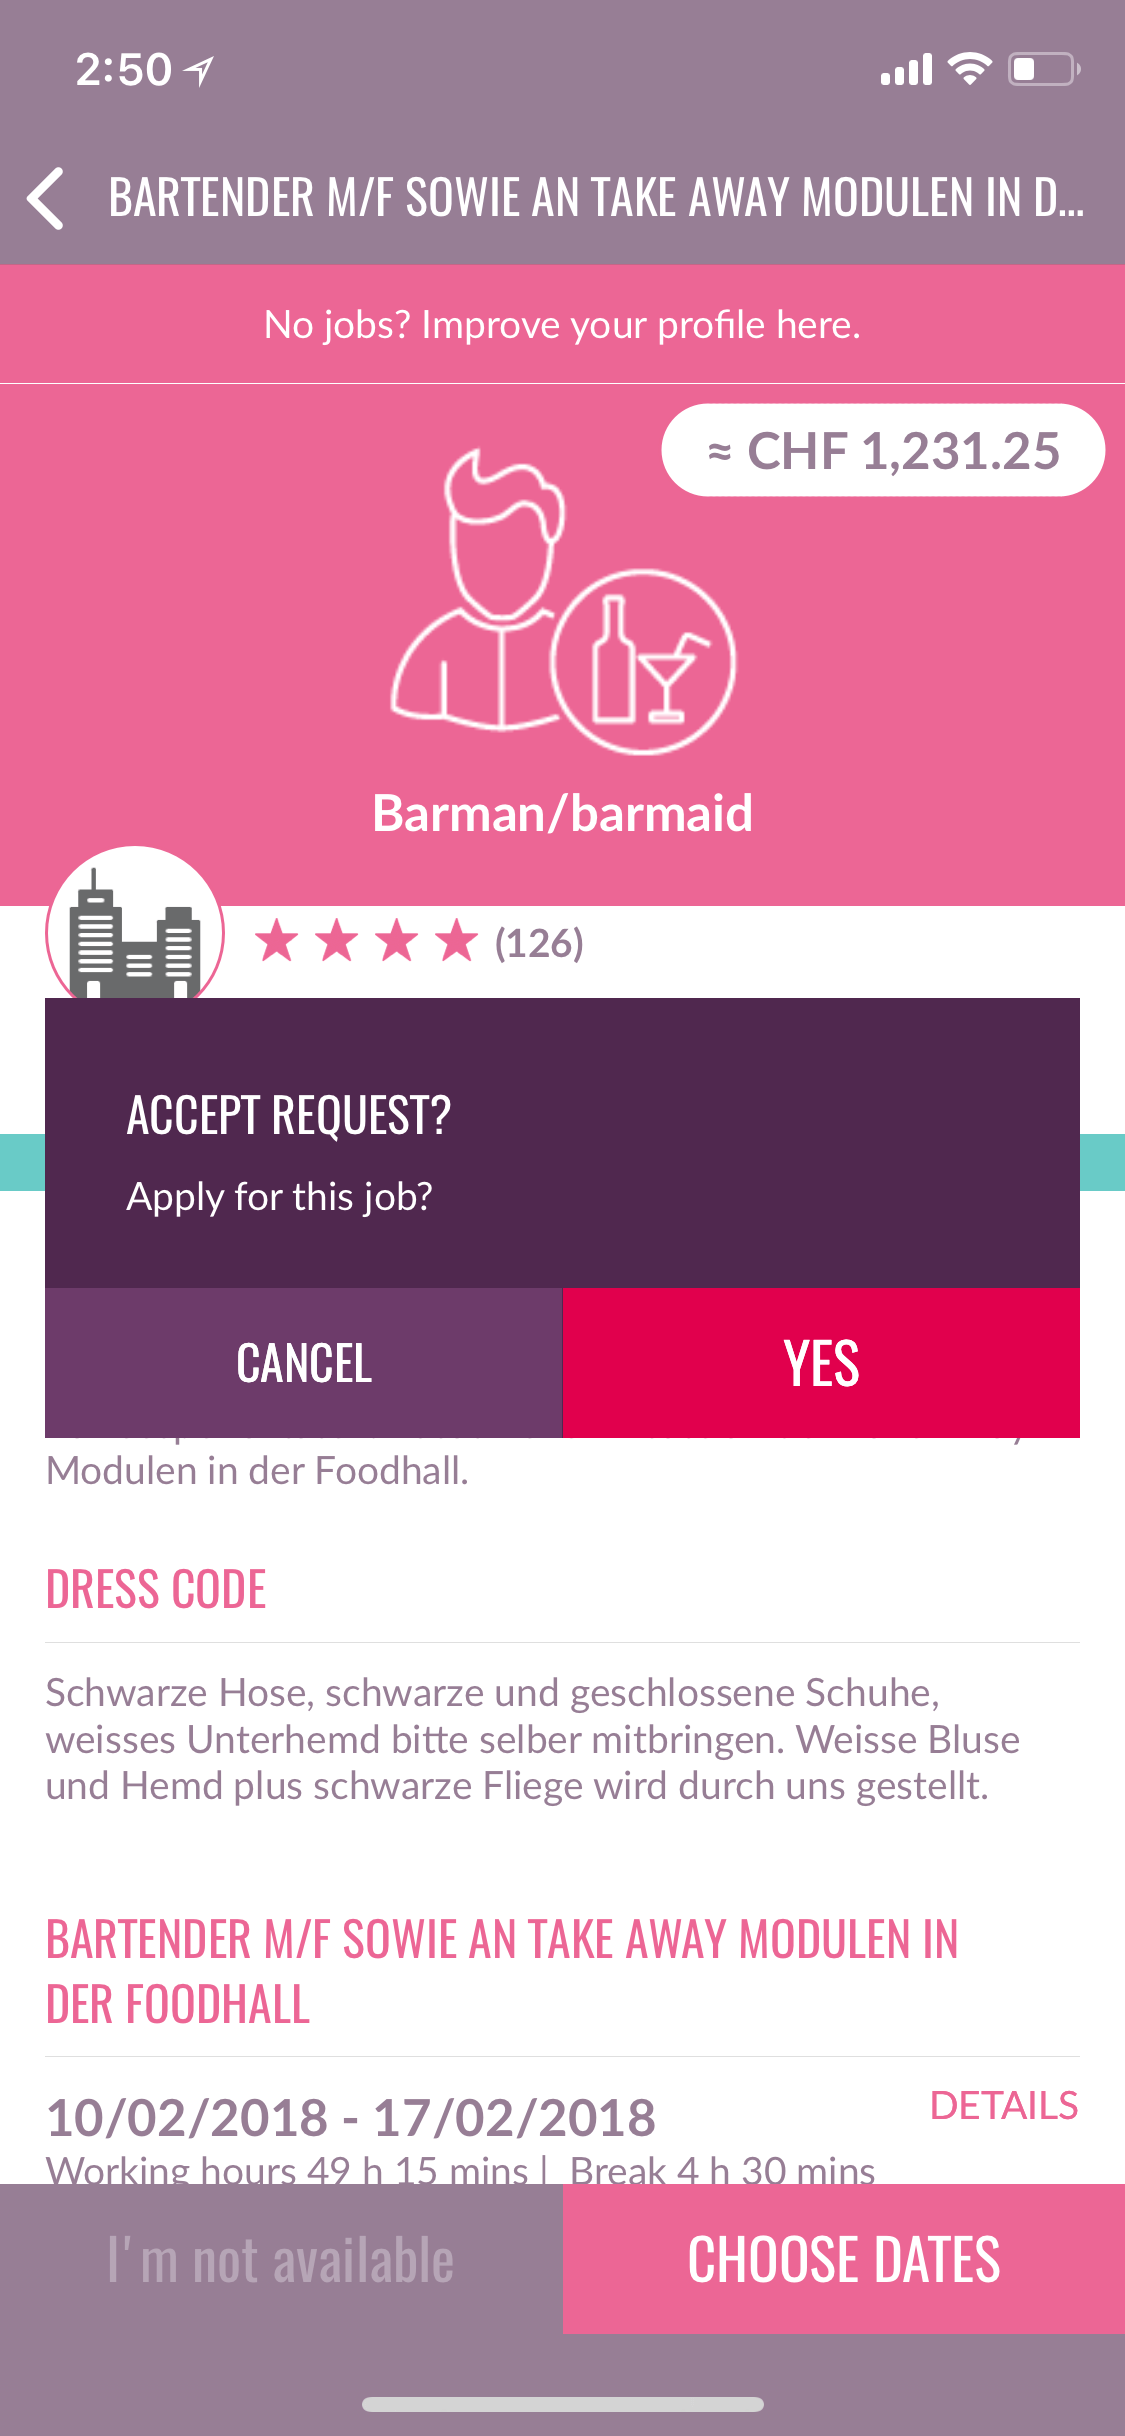 2:50
BARTENDER M/F SOWIE AN TAKE AWAY MODULEN IN D...
No jobs? Improve your profile here.
≈ CHF 1,231.25
Barman/barmaid
(126)
ACCEPT REQUEST?
Apply for this job?
CANCEL
YES
Modulen in der Foodhall.
DRESS CODE
Schwarze Hose, schwarze und geschlossene Schuhe,
weisses Unterhemd bitte selber mitbringen. Weisse Bluse
und Hemd plus schwarze Fliege wird durch uns gestellt.
BARTENDER M/F SOWIE AN TAKE AWAY MODULEN IN
DER FOODHALL
10/02/2018 - 17/02/2018
DETAILS
Working hours 49 h 15 mins | Break 4 h 30 mins
I'm not available
CHOOSE DATES